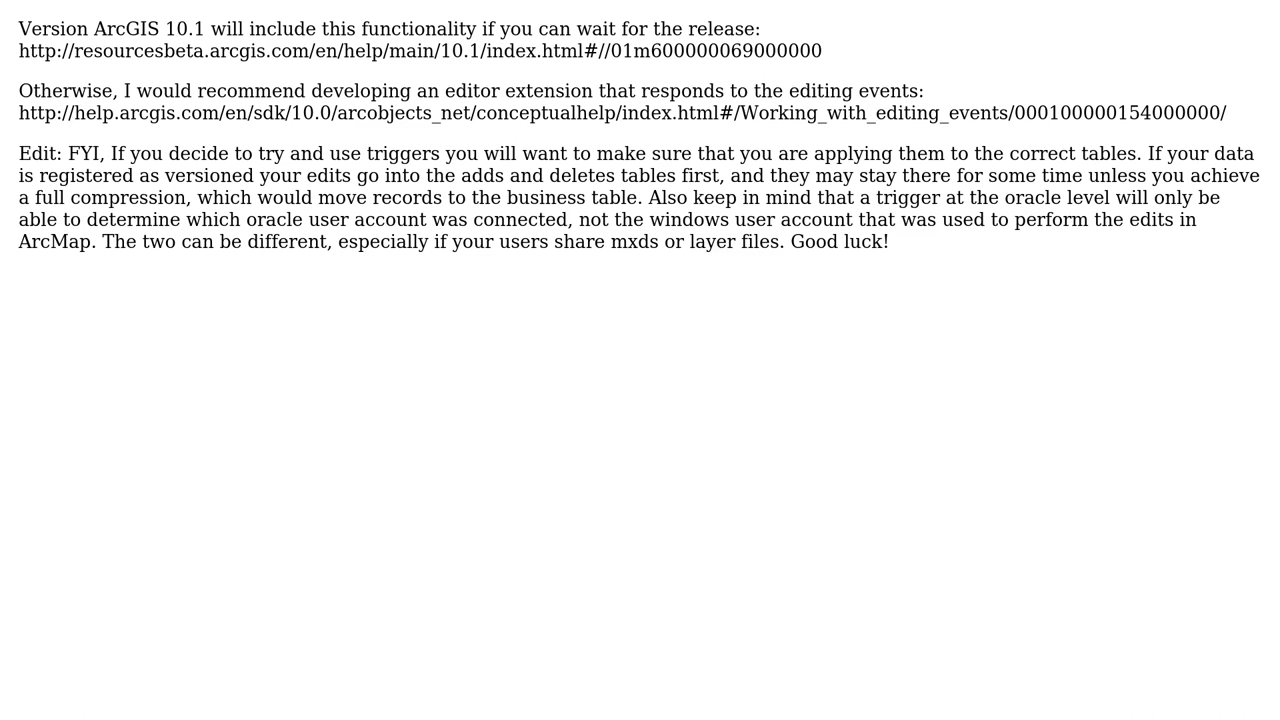 Version ArcGIS 10.1 will include this functionality if you can wait for the release:
http://resourcesbeta.arcgis.com/en/help/main/10.1/index.html#//01m600000069000000
Otherwise, I would recommend developing an editor extension that responds to the editing events:
http://help.arcgis.com/en/sdk/10.0/arcobjects_net/conceptualhelp/index.html#/Working_with_editing_events/000100000154000000/
Edit: FYI, If you decide to try and use triggers you will want to make sure that you are applying them to the correct tables. If your data
is registered as versioned your edits go into the adds and deletes tables first, and they may stay there for some time unless you achieve
a full compression, which would move records to the business table. Also keep in mind that a trigger at the oracle level will only be
able to determine which oracle user account was connected, not the windows user account that was used to perform the edits in
ArcMap. The two can be different, especially if your users share mxds or layer files. Good luck!